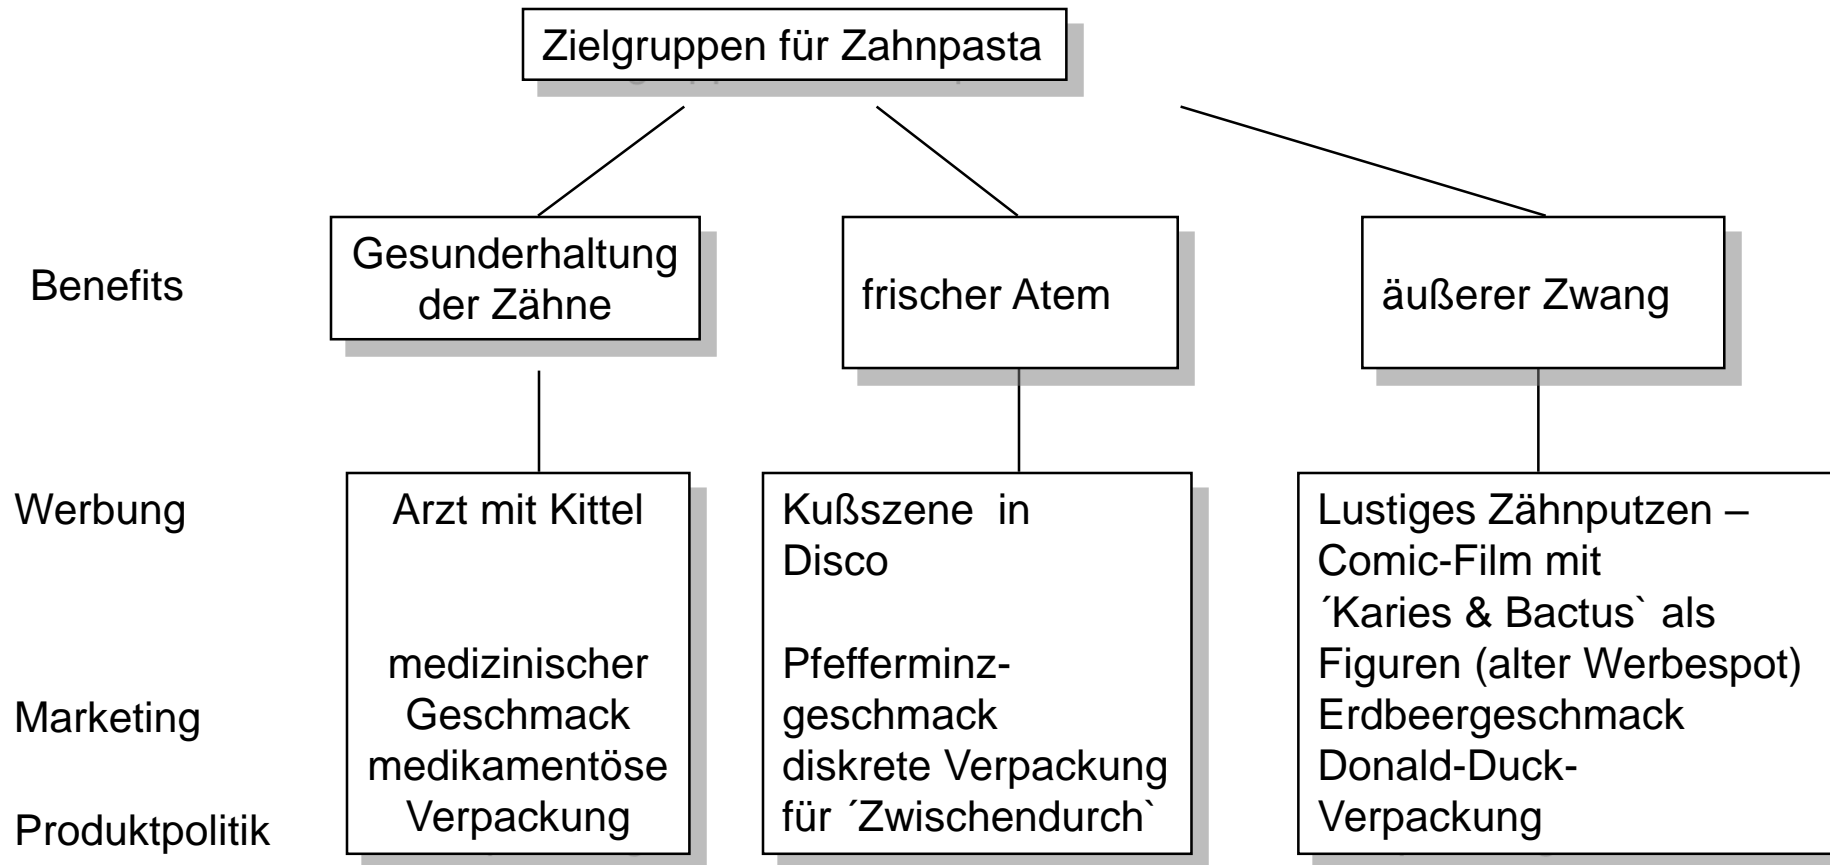 Zielgruppen für Zahnpasta
Benefits
Gesunderhaltung
der Zähne
frischer Atem
äußerer Zwang
Werbung
Marketing
Produktpolitik
Arzt mit Kittel
medizinischer
Geschmack
medikamentöse
Verpackung
Kußszene in
Disco
Pfefferminz-
geschmack
diskrete Verpackung
für ´Zwischendurch`
Lustiges Zähnputzen –
Comic-Film mit
´Karies & Bactus` als
Figuren (alter Werbespot)
Erdbeergeschmack
Donald-Duck-
Verpackung